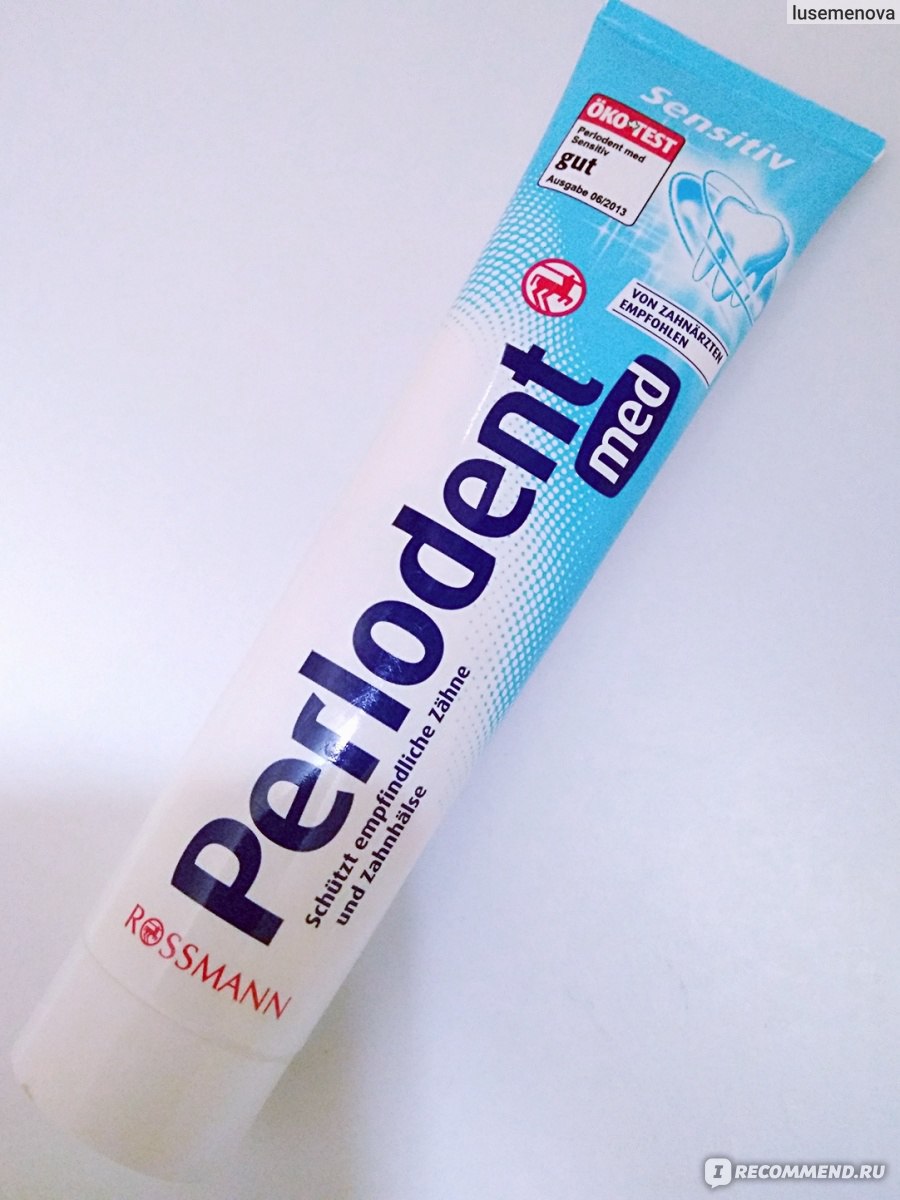 lusemenova
Sensitiv
ÖKO-TEST
Perlodent med
Sensitiv
gut
Ausgabe 06/2013
VON ZAHNÄRZTEN
EMPFOHLEN
Perlodent
med
Schützt empfindliche Zähne
und Zahnhälse
ROSSMANN
I RECOMMEND.RU